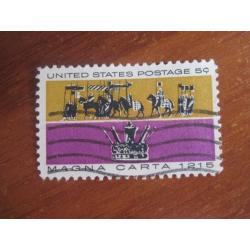 UNITED STATES POSTAGE 5¢
MAGNA CARTA 1215